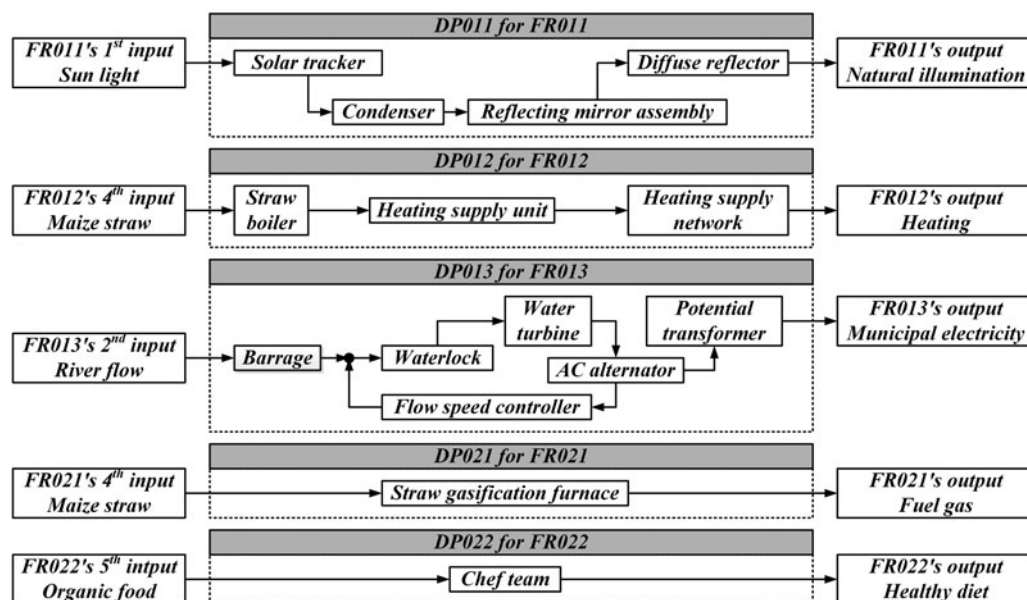 DP011 for FR011
FR011's 1st input
Sun light
Solar tracker
Condenser
Reflecting mirror assembly
Diffuse reflector
FR011's output
Natural illumination
DP012 for FR012
FR012's 4th input
Maize straw
Straw
boiler
Heating supply unit
Heating supply
network
FR012's output
Heating
DP013 for FR013
FR013's 2nd input
River flow
Barrage
Waterlock
Water
turbine
AC alternator
Flow speed controller
Potential
transformer
FR013's output
Municipal electricity
DP021 for FR021
FR021's 4th input
Maize straw
Straw gasification furnace
FR021's output
Fuel gas
DP022 for FR022
FR022's 5th intput
Organic food
Chef team
FR022's output
Healthy diet